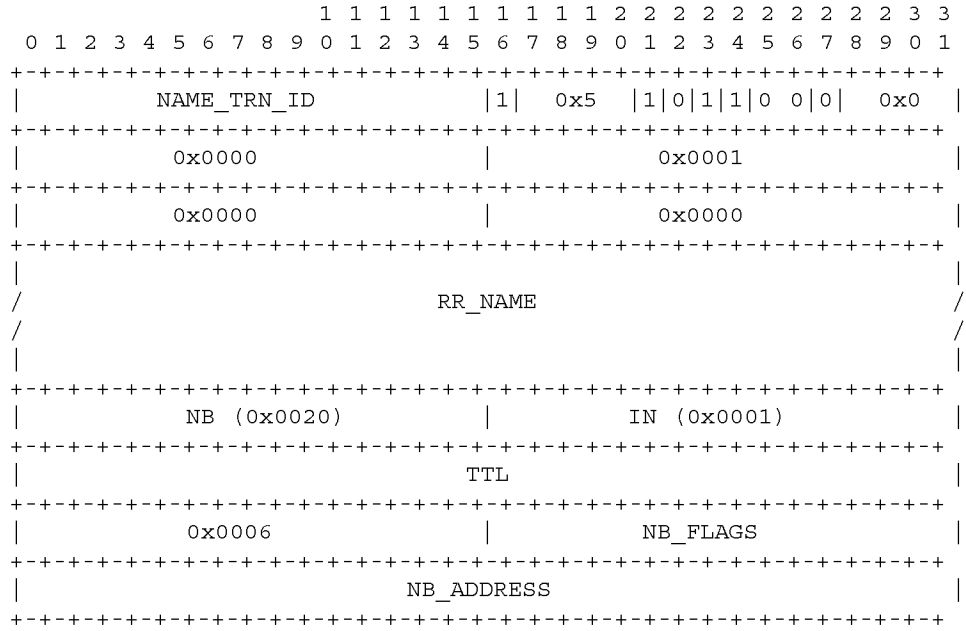 1 1 1 1 1 1 1 1 1 1 2 2 2 2 2 2 2 2 2 2 3 3
 0 1 2 3 4 5 6 7 8 9 0 1 2 3 4 5 6 7 8 9 0 1 2 3 4 5 6 7 8 9 0 1
+-+-+-+-+-+-+-+-+-+-+-+-+-+-+-+-+-+-+-+-+-+-+-+-+-+-+-+-+-+-+-+-+
|         NAME_TRN_ID           |1|  0x5  |1|0|1|1|0 0|0|  0x0  |
+-+-+-+-+-+-+-+-+-+-+-+-+-+-+-+-+-+-+-+-+-+-+-+-+-+-+-+-+-+-+-+-+
|          0x0000               |           0x0001              |
+-+-+-+-+-+-+-+-+-+-+-+-+-+-+-+-+-+-+-+-+-+-+-+-+-+-+-+-+-+-+-+-+
|          0x0000               |           0x0000              |
+-+-+-+-+-+-+-+-+-+-+-+-+-+-+-+-+-+-+-+-+-+-+-+-+-+-+-+-+-+-+-+-+
|                                                               |
/                            RR_NAME                            /
/                                                               /
|                                                               |
+-+-+-+-+-+-+-+-+-+-+-+-+-+-+-+-+-+-+-+-+-+-+-+-+-+-+-+-+-+-+-+-+
|           NB (0x0020)         |         IN (0x0001)           |
+-+-+-+-+-+-+-+-+-+-+-+-+-+-+-+-+-+-+-+-+-+-+-+-+-+-+-+-+-+-+-+-+
|                              TTL                              |
+-+-+-+-+-+-+-+-+-+-+-+-+-+-+-+-+-+-+-+-+-+-+-+-+-+-+-+-+-+-+-+-+
|           0x0006              |          NB_FLAGS             |
+-+-+-+-+-+-+-+-+-+-+-+-+-+-+-+-+-+-+-+-+-+-+-+-+-+-+-+-+-+-+-+-+
|                          NB_ADDRESS                           |
+-+-+-+-+-+-+-+-+-+-+-+-+-+-+-+-+-+-+-+-+-+-+-+-+-+-+-+-+-+-+-+-+